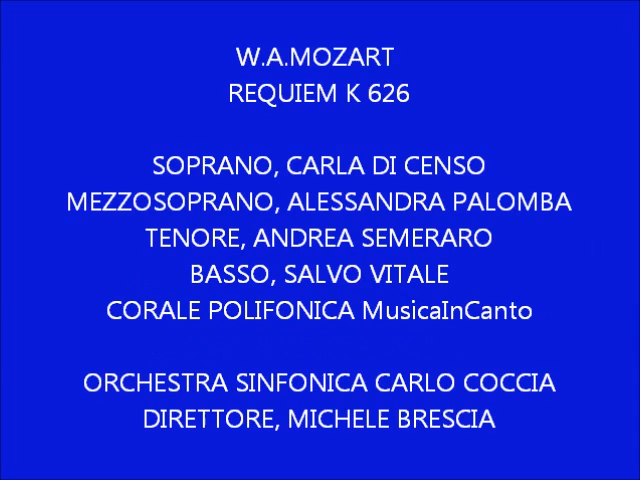 W.A.MOZART
REQUIEM K 626
SOPRANO, CARLA DI CENSO
MEZZOSOPRANO, ALESSANDRA PALOMBA
TENORE, ANDREA SEMERARO
BASSO, SALVO VITALE
CORALE POLIFONICA MusicaInCanto
ORCHESTRA SINFONICA CARLO COCCIA
DIRETTORE, MICHELE BRESCIA